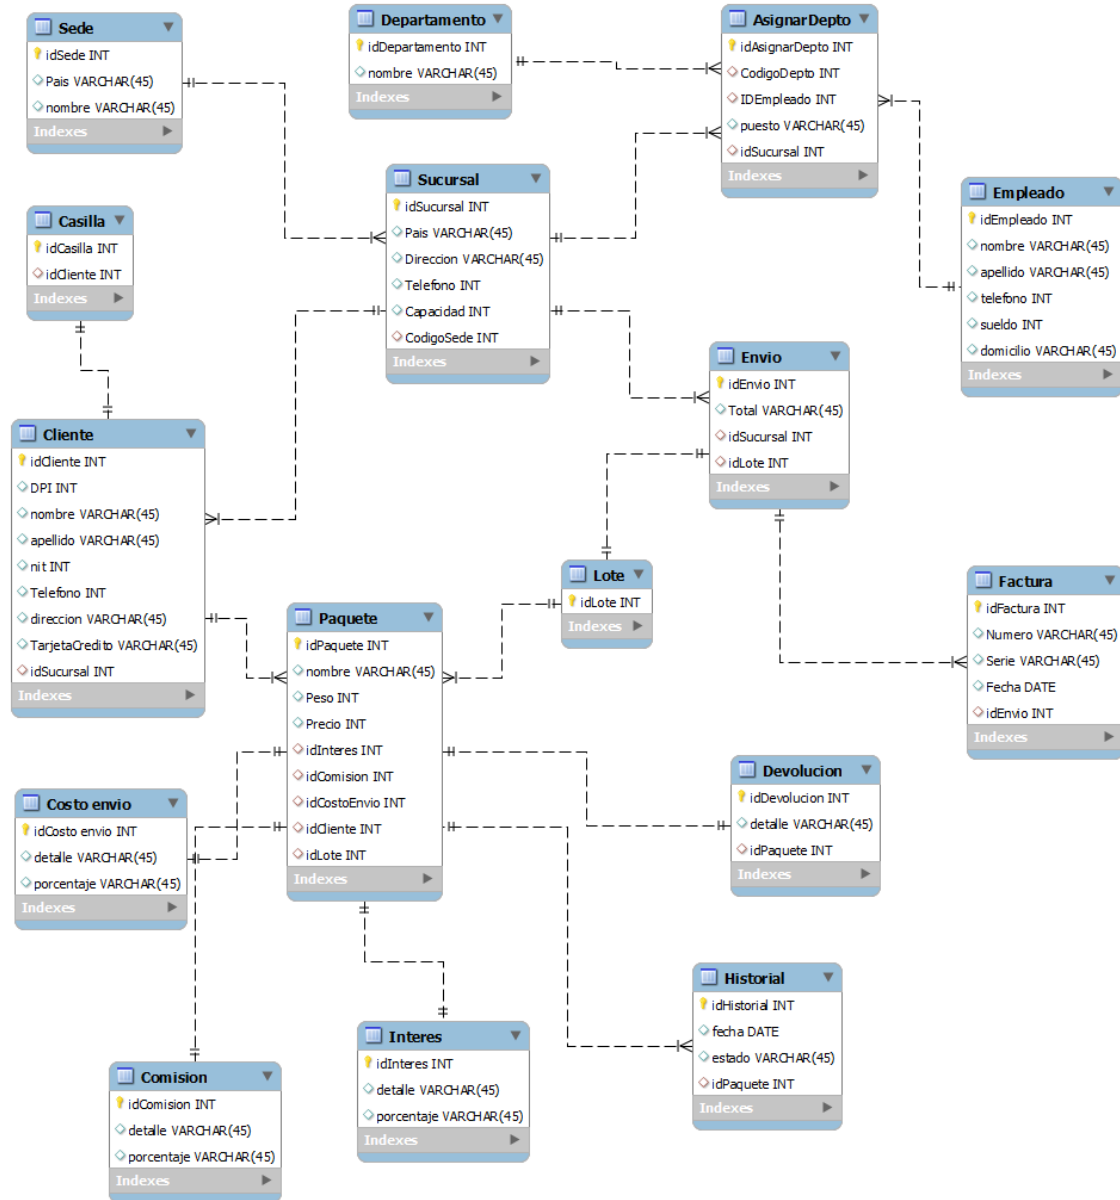 Sede
idSede INT
Pais VARCHAR(45)
nombre VARCHAR(45)
Indexes
Departamento
idDepartamento INT
nombre VARCHAR(45)
Indexes
AsignarDepto
idAsignarDepto INT
CodigoDepto INT
IDEmpleado INT
puesto VARCHAR(45)
idSucursal INT
Indexes
Sucursal
idSucursal INT
Pais VARCHAR(45)
Direccion VARCHAR(45)
Telefono INT
Capacidad INT
CodigoSede INT
Indexes
Empleado
idEmpleado INT
nombre VARCHAR(45)
apellido VARCHAR(45)
telefono INT
sueldo INT
domicilio VARCHAR(45)
Indexes
Casilla
idCasilla INT
idCliente INT
Indexes
Envio
idEnvio INT
Total VARCHAR(45)
idSucursal INT
idLote INT
Indexes
Cliente
idCliente INT
DPI INT
nombre VARCHAR(45)
apellido VARCHAR(45)
nit INT
Telefono INT
direccion VARCHAR(45)
TarjetaCredito VARCHAR(45)
idSucursal INT
Indexes
Lote
idLote INT
Indexes
Factura
idFactura INT
Numero VARCHAR(45)
Serie VARCHAR(45)
Fecha DATE
idEnvio INT
Indexes
Paquete
idPaquete INT
nombre VARCHAR(45)
Peso INT
Precio INT
idInteres INT
idComision INT
idCostoEnvio INT
idCliente INT
idLote INT
Indexes
Devolucion
idDevolucion INT
detalle VARCHAR(45)
idPaquete INT
Indexes
Costo envio
idCosto envio INT
detalle VARCHAR(45)
porcentaje VARCHAR(45)
Indexes
Historial
idHistorial INT
fecha DATE
estado VARCHAR(45)
idPaquete INT
Indexes
Interes
idInteres INT
detalle VARCHAR(45)
porcentaje VARCHAR(45)
Indexes
Comision
idComision INT
detalle VARCHAR(45)
porcentaje VARCHAR(45)
Indexes